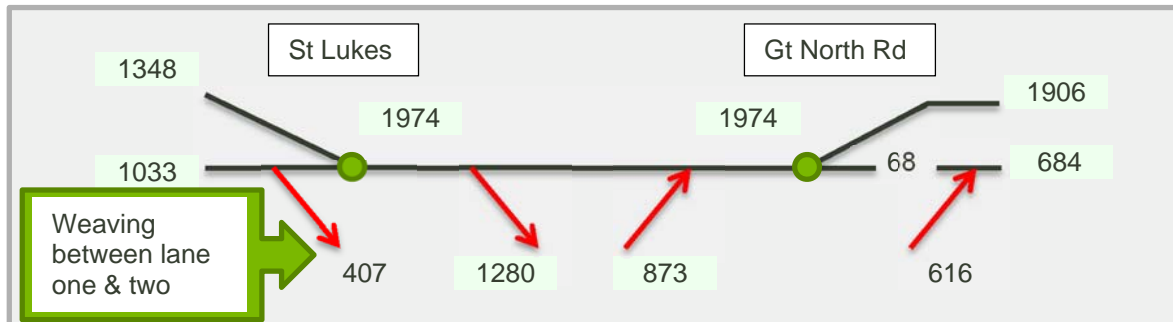 St Lukes
Gt North Rd
1348
1906
1974
1974
1033
68
684
Weaving
between lane
one & two
407
1280
873
616